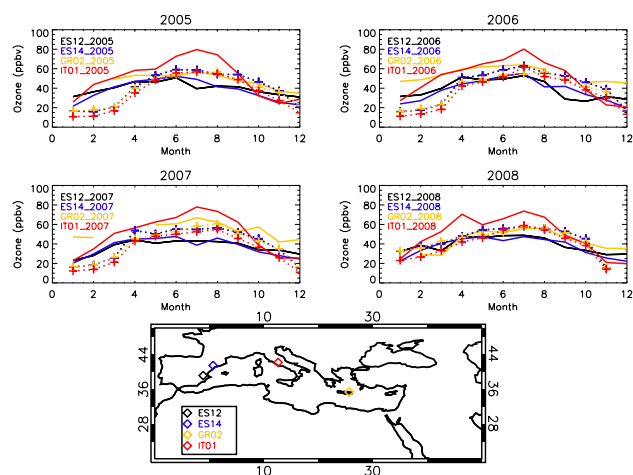 2005
Ozone (ppbv)
100
80
60
40
20
0
ES12_2005
ES14_2005
GR02_2005
IT01_2005
0 2 4 6 8 10 12
Month
2006
Ozone (ppbv)
100
80
60
40
20
0
ES12_2006
ES14_2006
GR02_2006
IT01_2006
0 2 4 6 8 10 12
Month
2007
Ozone (ppbv)
100
80
60
40
20
0
ES12_2007
ES14_2007
GR02_2007
IT01_2007
0 2 4 6 8 10 12
Month
2008
Ozone (ppbv)
100
80
60
40
20
0
ES12_2008
ES14_2008
GR02_2008
IT01_2008
0 2 4 6 8 10 12
Month
10 30
44 44
36 36
28 28
ES12
ES14
GR02
IT01
10 30